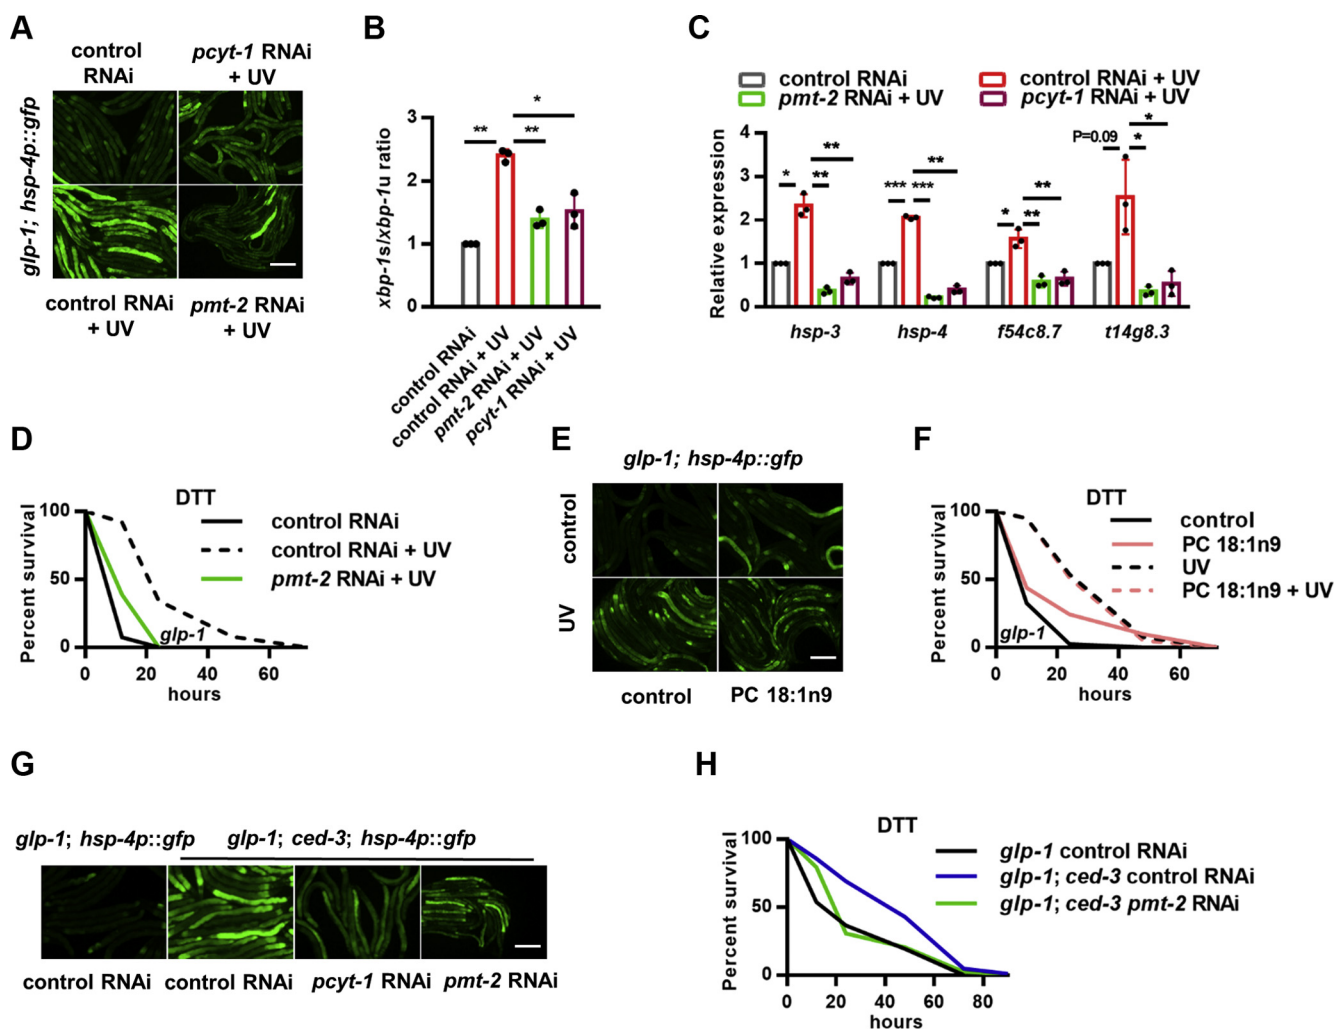 A
control
RNAi
pcyt-1 RNAi
+ UV
glp-1; hsp-4p::gfp
control RNAi
+ UV
pmt-2 RNAi
+ UV
B
xbp-1s/xbp-1u ratio
3
2
1
0
**
*
**
control RNAi
control RNAi + UV
pmt-2 RNAi + UV
pcyt-1 RNAi + UV
C
control RNAi
control RNAi + UV
pmt-2 RNAi + UV
pcyt-1 RNAi + UV
Relative expression
4
3
2
1
0
* ** **
*** *** **
* ** **
P=0.09 * *
hsp-3
hsp-4
f54c8.7
t14g8.3
D
DTT
Percent survival
100
50
0
control RNAi
control RNAi + UV
pmt-2 RNAi + UV
glp-1
0 20 40 60
hours
E
glp-1; hsp-4p::gfp
control
UV
control
PC 18:1n9
F
DTT
Percent survival
100
50
0
control
PC 18:1n9
UV
PC 18:1n9 + UV
glp-1
0 20 40 60
hours
G
glp-1; hsp-4p::gfp
glp-1; ced-3; hsp-4p::gfp
control RNAi
control RNAi
pcyt-1 RNAi
pmt-2 RNAi
H
DTT
Percent survival
100
50
0
glp-1 control RNAi
glp-1; ced-3 control RNAi
glp-1; ced-3 pmt-2 RNAi
0 20 40 60 80
hours